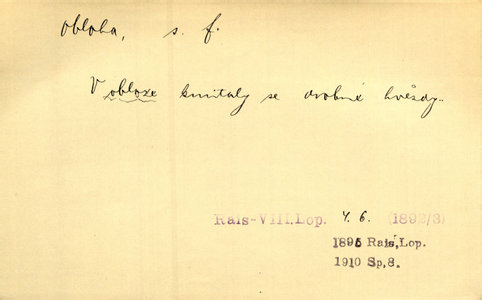 obloha, s. f.
V obloze kmitaly se drobné hvězdy..
Rais-VIII.Lop. 4. 6. (1892/3)
1895 Rais, Lop.
1910 Sp,8.